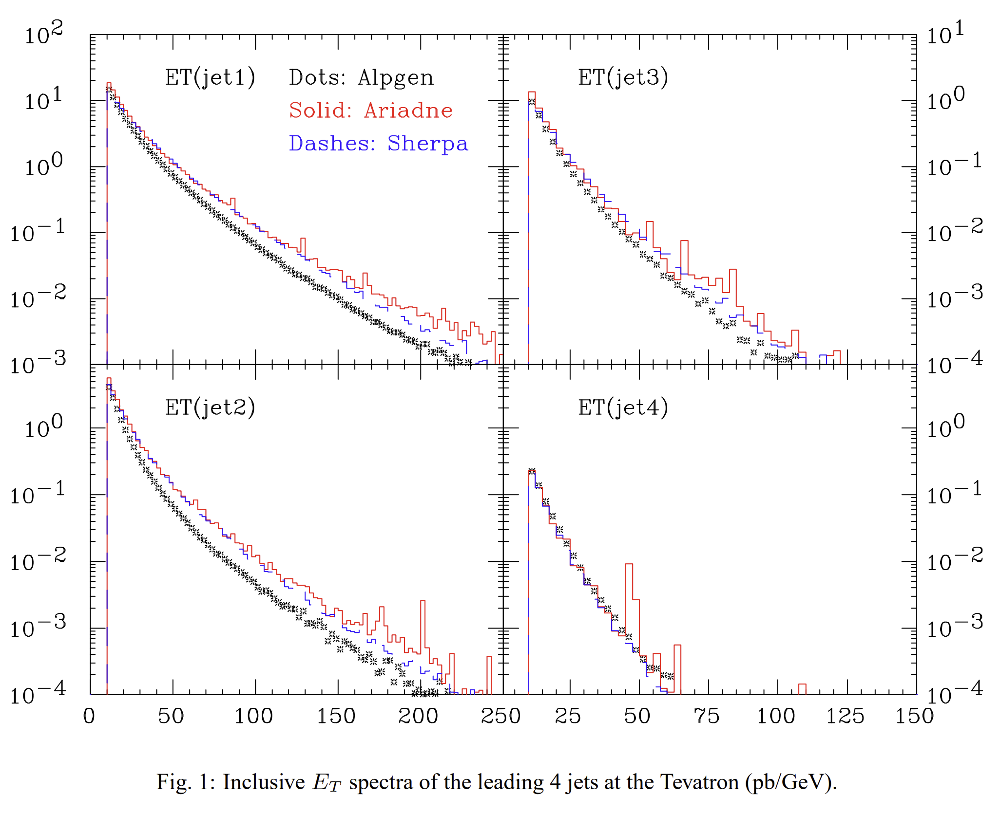 10^2
10^1
10^0
10^-1
10^-2
10^-3
ET(jet1)
Dots: Alpgen
Solid: Ariadne
Dashes: Sherpa
ET(jet3)
10^1
10^0
10^-1
10^-2
10^-3
10^-4
10^0
10^-1
10^-2
10^-3
10^-4
ET(jet2)
ET(jet4)
10^0
10^-1
10^-2
10^-3
10^-4
0 50 100 150 200 250 25 50 75 100 125 150
Fig. 1: Inclusive E_T spectra of the leading 4 jets at the Tevatron (pb/GeV).